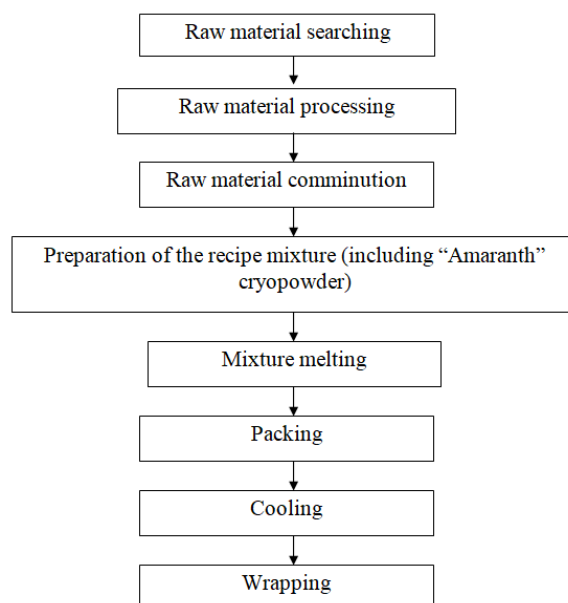 Raw material searching
Raw material processing
Raw material comminution
Preparation of the recipe mixture (including “Amaranth”
cryopowder)
Mixture melting
Packing
Cooling
Wrapping